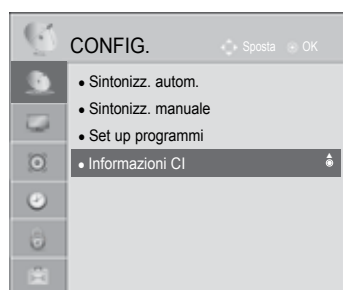 CONFIG.
Sposta OK
• Sintonizz. autom.
• Sintonizz. manuale
• Set up programmi
• Informazioni CI